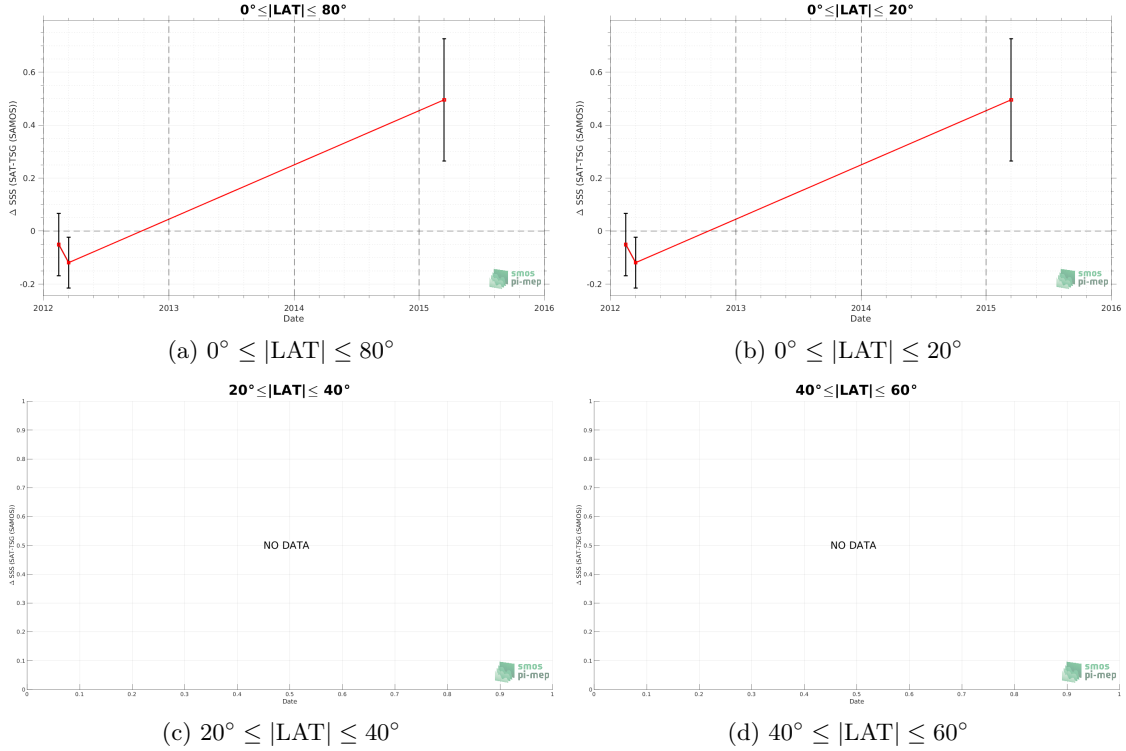 0°≤|LAT|≤ 80°
Δ SSS (SAT-TSG (SAMOS))
0.6
0.4
0.2
0
-0.2
2012
2013
2014
2015
2016
Date
smos
pi-mep
(a) 0° ≤ |LAT| ≤ 80°
0°≤|LAT|≤ 20°
Δ SSS (SAT-TSG (SAMOS))
0.6
0.4
0.2
0
-0.2
2012
2013
2014
2015
2016
Date
smos
pi-mep
(b) 0° ≤ |LAT| ≤ 20°
20°≤|LAT|≤ 40°
Δ SSS (SAT-TSG (SAMOS))
1
0.9
0.8
0.7
0.6
0.5
0.4
0.3
0.2
0.1
0
NO DATA
0
0.1
0.2
0.3
0.4
0.5
0.6
0.7
0.8
0.9
1
Date
smos
pi-mep
(c) 20° ≤ |LAT| ≤ 40°
40°≤|LAT|≤ 60°
Δ SSS (SAT-TSG (SAMOS))
1
0.9
0.8
0.7
0.6
0.5
0.4
0.3
0.2
0.1
0
NO DATA
0
0.1
0.2
0.3
0.4
0.5
0.6
0.7
0.8
0.9
1
Date
smos
pi-mep
(d) 40° ≤ |LAT| ≤ 60°